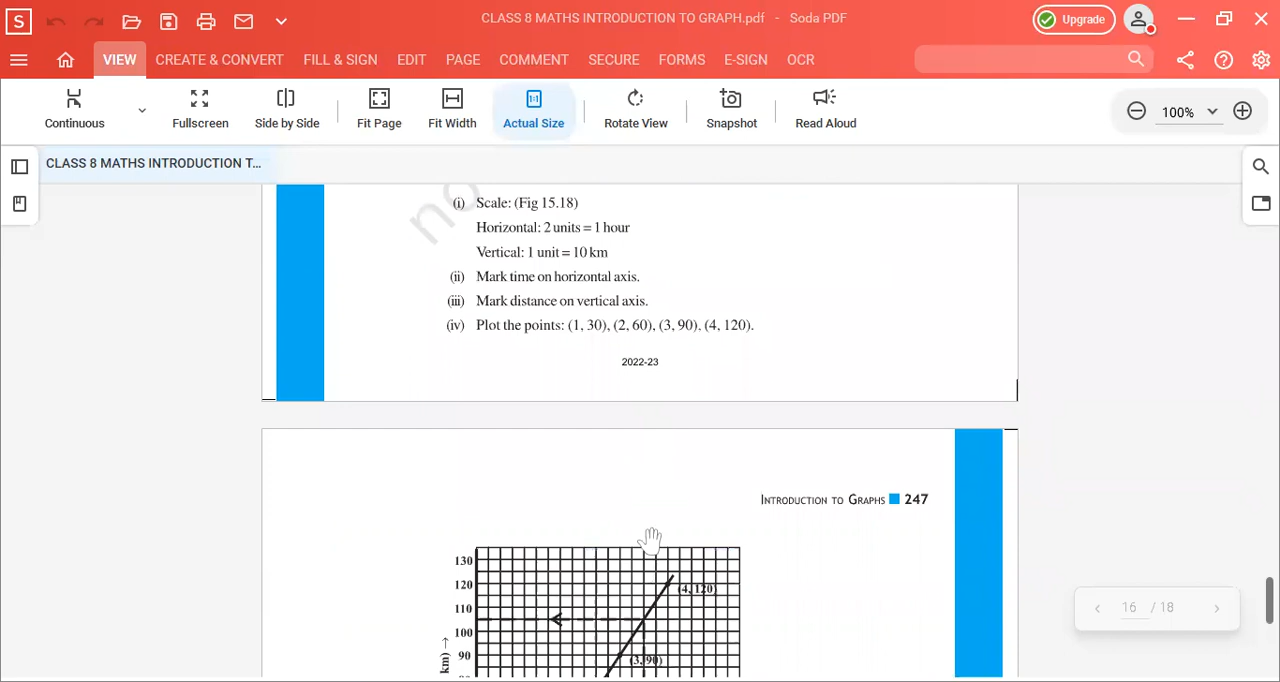 S
CLASS 8 MATHS INTRODUCTION TO GRAPH.pdf - Soda PDF
Upgrade
VIEW CREATE & CONVERT FILL & SIGN EDIT PAGE COMMENT SECURE FORMS E-SIGN OCR
Continuous Fullscreen Side by Side Fit Page Fit Width Actual Size Rotate View Snapshot Read Aloud 100%
CLASS 8 MATHS INTRODUCTION T...
no
(i) Scale: (Fig 15.18)
Horizontal: 2 units = 1 hour
Vertical: 1 unit = 10 km
(ii) Mark time on horizontal axis.
(iii) Mark distance on vertical axis.
(iv) Plot the points: (1, 30), (2, 60), (3, 90), (4, 120).
2022-23
INTRODUCTION TO GRAPHS 247
130
120
(4, 120)
110
100
90
(3, 90)
km) →
16 / 18